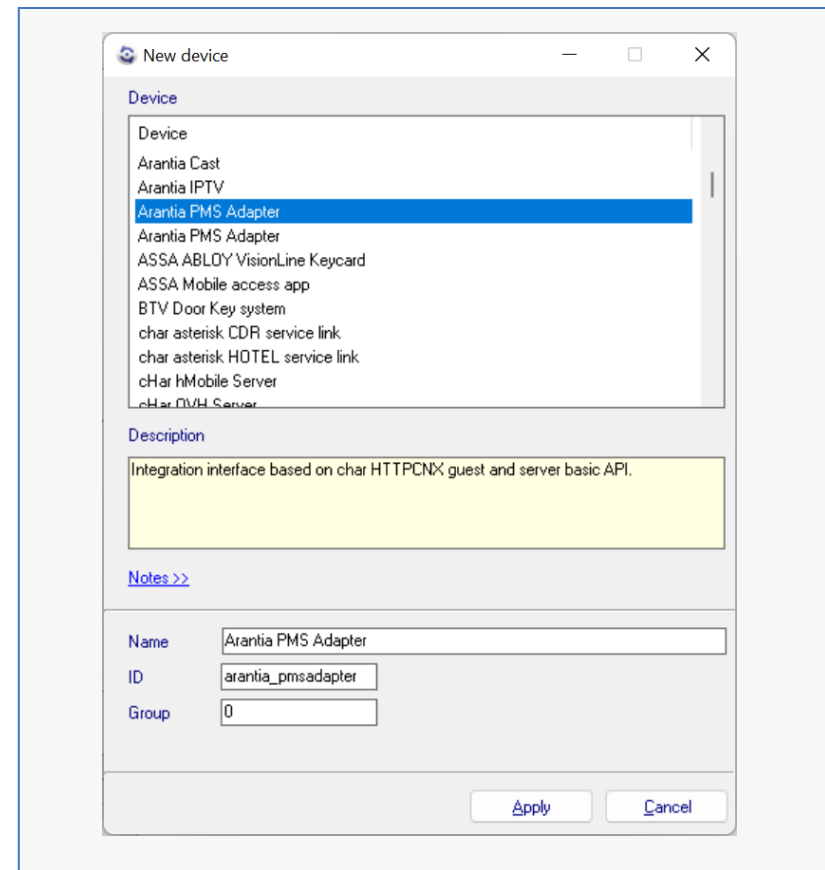 New device
Device
Device
Arantia Cast
Arantia IPTV
Arantia PMS Adapter
Arantia PMS Adapter
ASSA ABLOY VisionLine Keycard
ASSA Mobile access app
BTV Door Key system
char asterisk CDR service link
char asterisk HOTEL service link
cHar hMobile Server
cHar OVH Server
Description
Integration interface based on char HTTPCNX guest and server basic API.
Notes >>
Name Arantia PMS Adapter
ID arantia_pmsadapter
Group 0
Apply Cancel